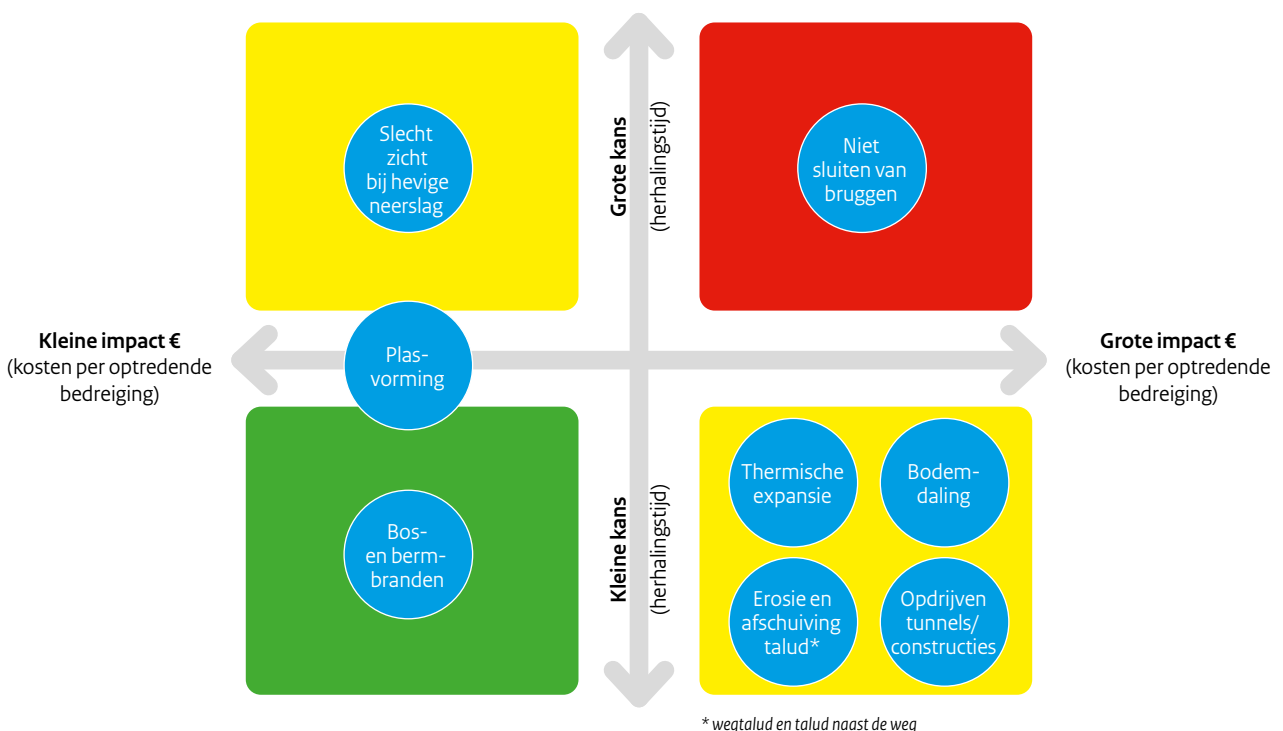 Slecht
zicht
bij hevige
neerslag
Grote kans
(herhalingstijd)
Niet
sluiten van
bruggen
Kleine impact €
(kosten per optredende
bedreiging)
Plas-
vorming
Grote impact €
(kosten per optredende
bedreiging)
Bos-
en berm-
branden
Kleine kans
(herhalingstijd)
Thermische
expansie
Bodem-
daling
Erosie en
afschuiving
talud*
Opdrijven
tunnels/
constructies
* wegtalud en talud naast de weg